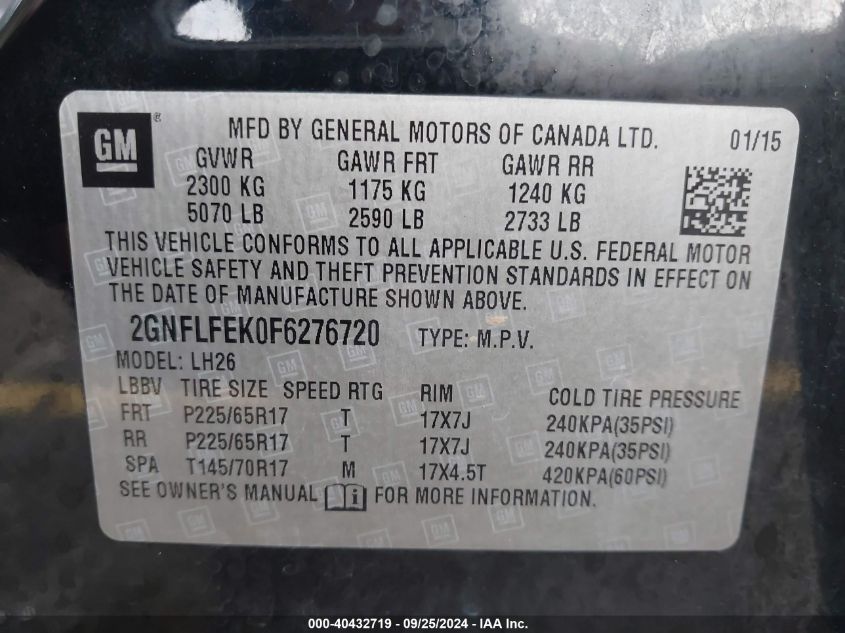 GM ® MFD BY GENERAL MOTORS OF CANADA LTD. 01/15
GVWR GAWR FRT GAWR RR
2300 KG 1175 KG 1240 KG
5070 LB 2590 LB 2733 LB
THIS VEHICLE CONFORMS TO ALL APPLICABLE U.S. FEDERAL MOTOR
VEHICLE SAFETY AND THEFT PREVENTION STANDARDS IN EFFECT ON
THE DATE OF MANUFACTURE SHOWN ABOVE.
2GNFLFEK0F6276720 TYPE: M.P.V.
MODEL: LH26
LBBV TIRE SIZE SPEED RTG RIM COLD TIRE PRESSURE
FRT P225/65R17 T 17X7J 240KPA(35PSI)
RR P225/65R17 T 17X7J 240KPA(35PSI)
SPA T145/70R17 M 17X4.5T 420KPA(60PSI)
SEE OWNER'S MANUAL i FOR MORE INFORMATION.
000-40432719 - 09/25/2024 - IAA Inc.